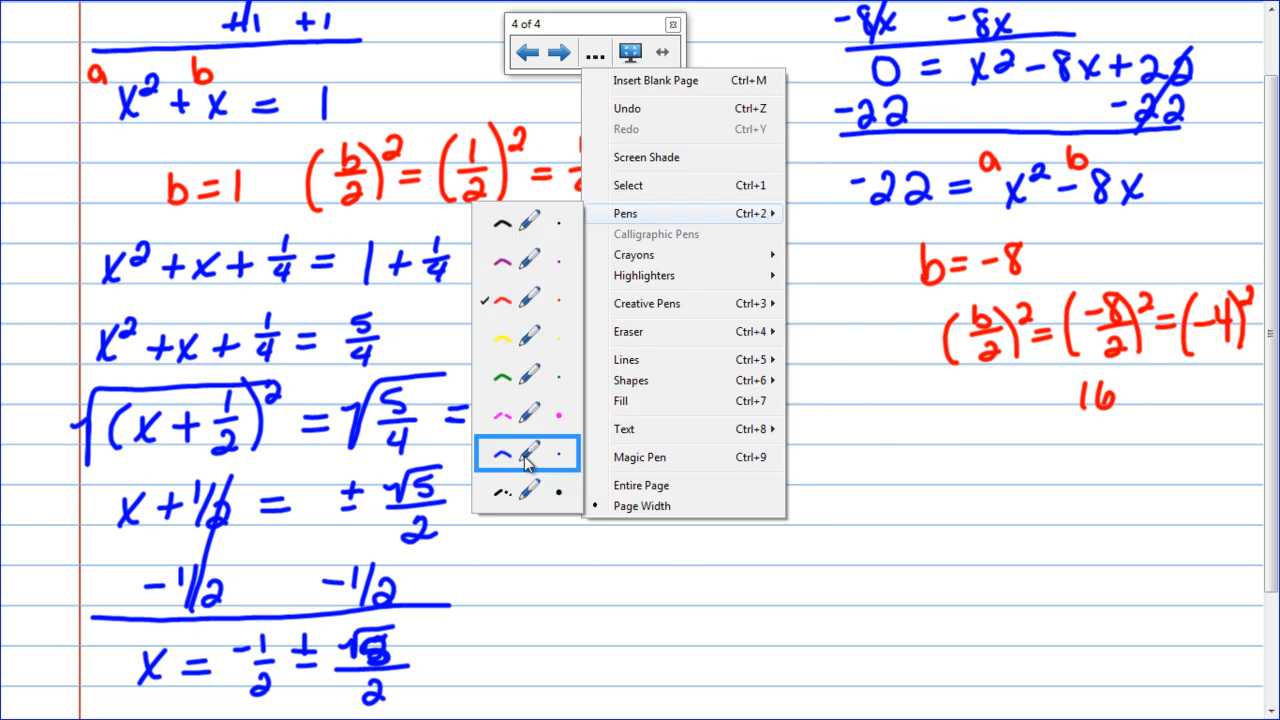 +1 +1
a b
x² + x = 1
b = 1 (b/2)² = (1/2)² =
x² + x + 1/4 = 1 + 1/4
x² + x + 1/4 = 5/4
√(x + 1/2)² = √5/4 =
x + 1/2 = ± √5/2
-1/2 -1/2
x = -1/2 ± √5/2
4 of 4
...
Insert Blank Page Ctrl+M
Undo Ctrl+Z
Redo Ctrl+Y
Screen Shade
Select Ctrl+1
Pens Ctrl+2
Calligraphic Pens
Crayons
Highlighters
Creative Pens Ctrl+3
Eraser Ctrl+4
Lines Ctrl+5
Shapes Ctrl+6
Fill Ctrl+7
Text Ctrl+8
Magic Pen Ctrl+9
Entire Page
Page Width
-8x -8x
0 = x² - 8x + 22
-22 -22
a b
-22 = x² - 8x
b = -8
(b/2)² = (-8/2)² = (-4)²
16